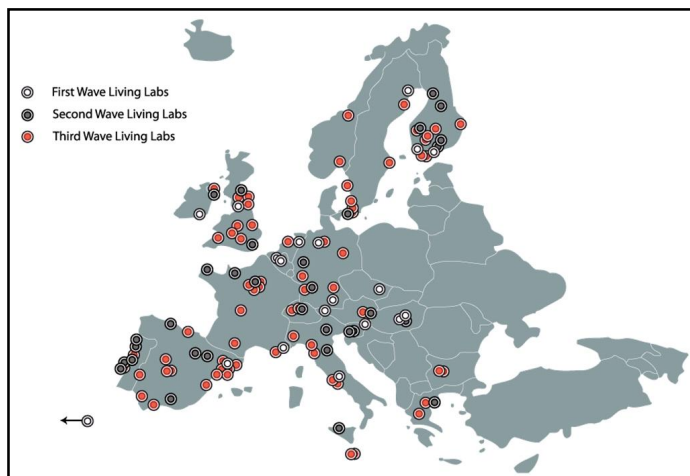 First Wave Living Labs
Second Wave Living Labs
Third Wave Living Labs